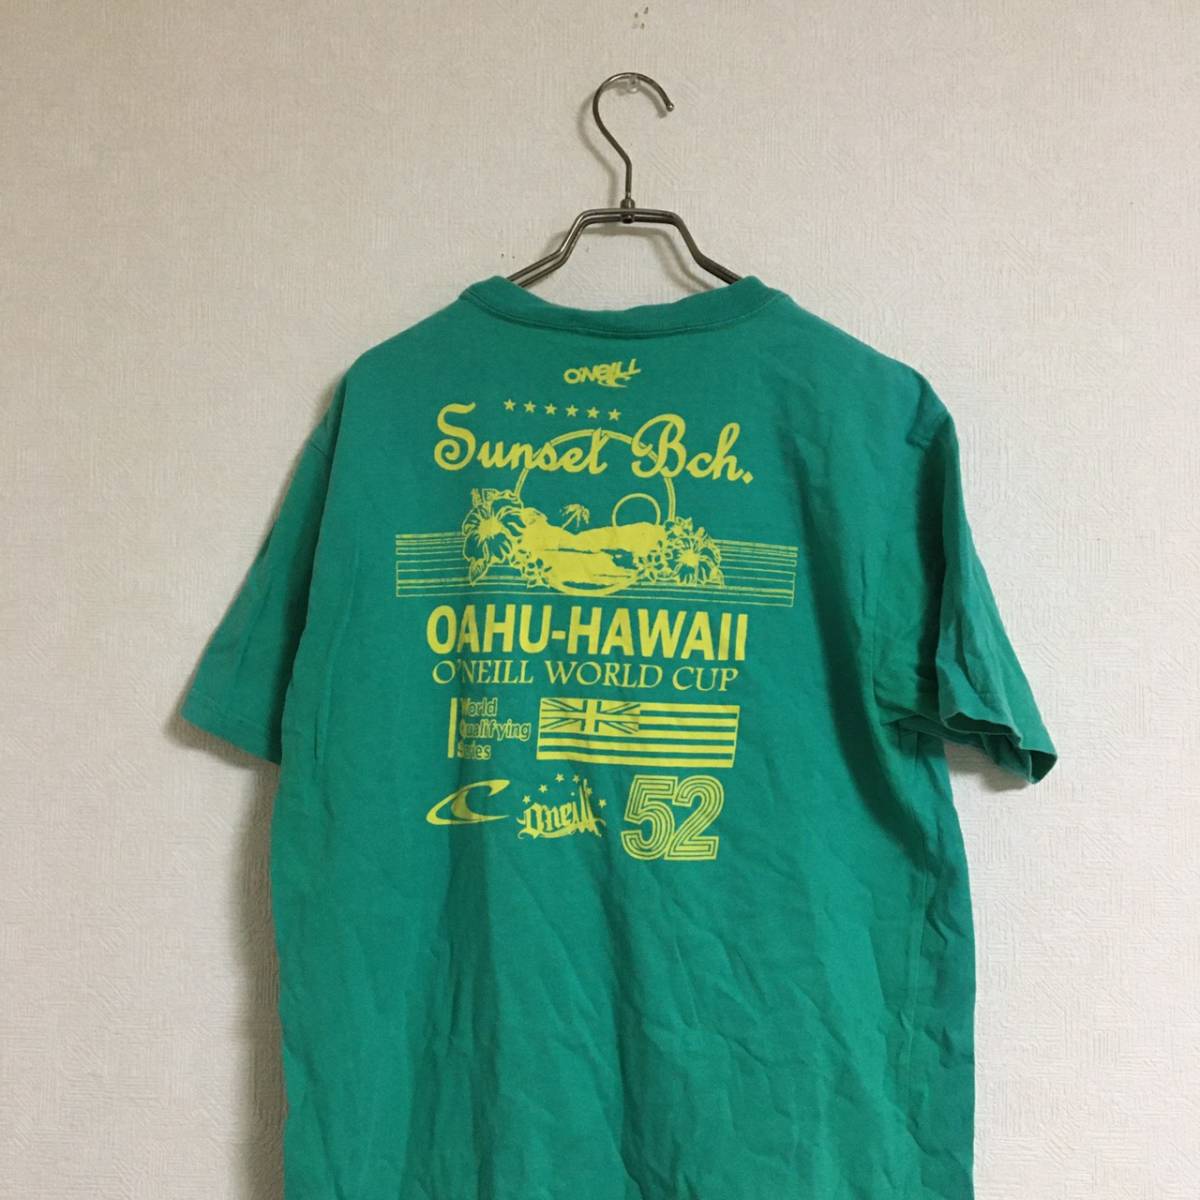 O'NEILL
Sunset Bch.
OAHU-HAWAII
O'NEILL WORLD CUP
World
Qualifying
Series
O'neill
52